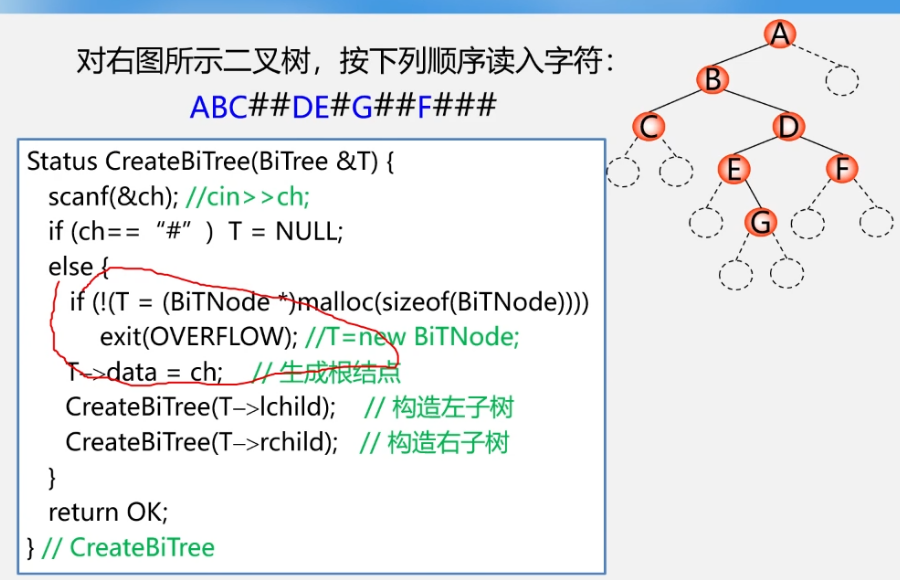 对右图所示二叉树，按下列顺序读入字符：
ABC##DE#G##F###
Status CreateBiTree(BiTree &T) {
scanf(&ch); //cin>>ch;
if (ch==“#”) T = NULL;
else {
if (!(T = (BiTNode *)malloc(sizeof(BiTNode))))
exit(OVERFLOW); //T=new BiTNode;
T–>data = ch; // 生成根结点
CreateBiTree(T–>lchild); // 构造左子树
CreateBiTree(T–>rchild); // 构造右子树
}
return OK;
} // CreateBiTree
A
B
C D
E F
G